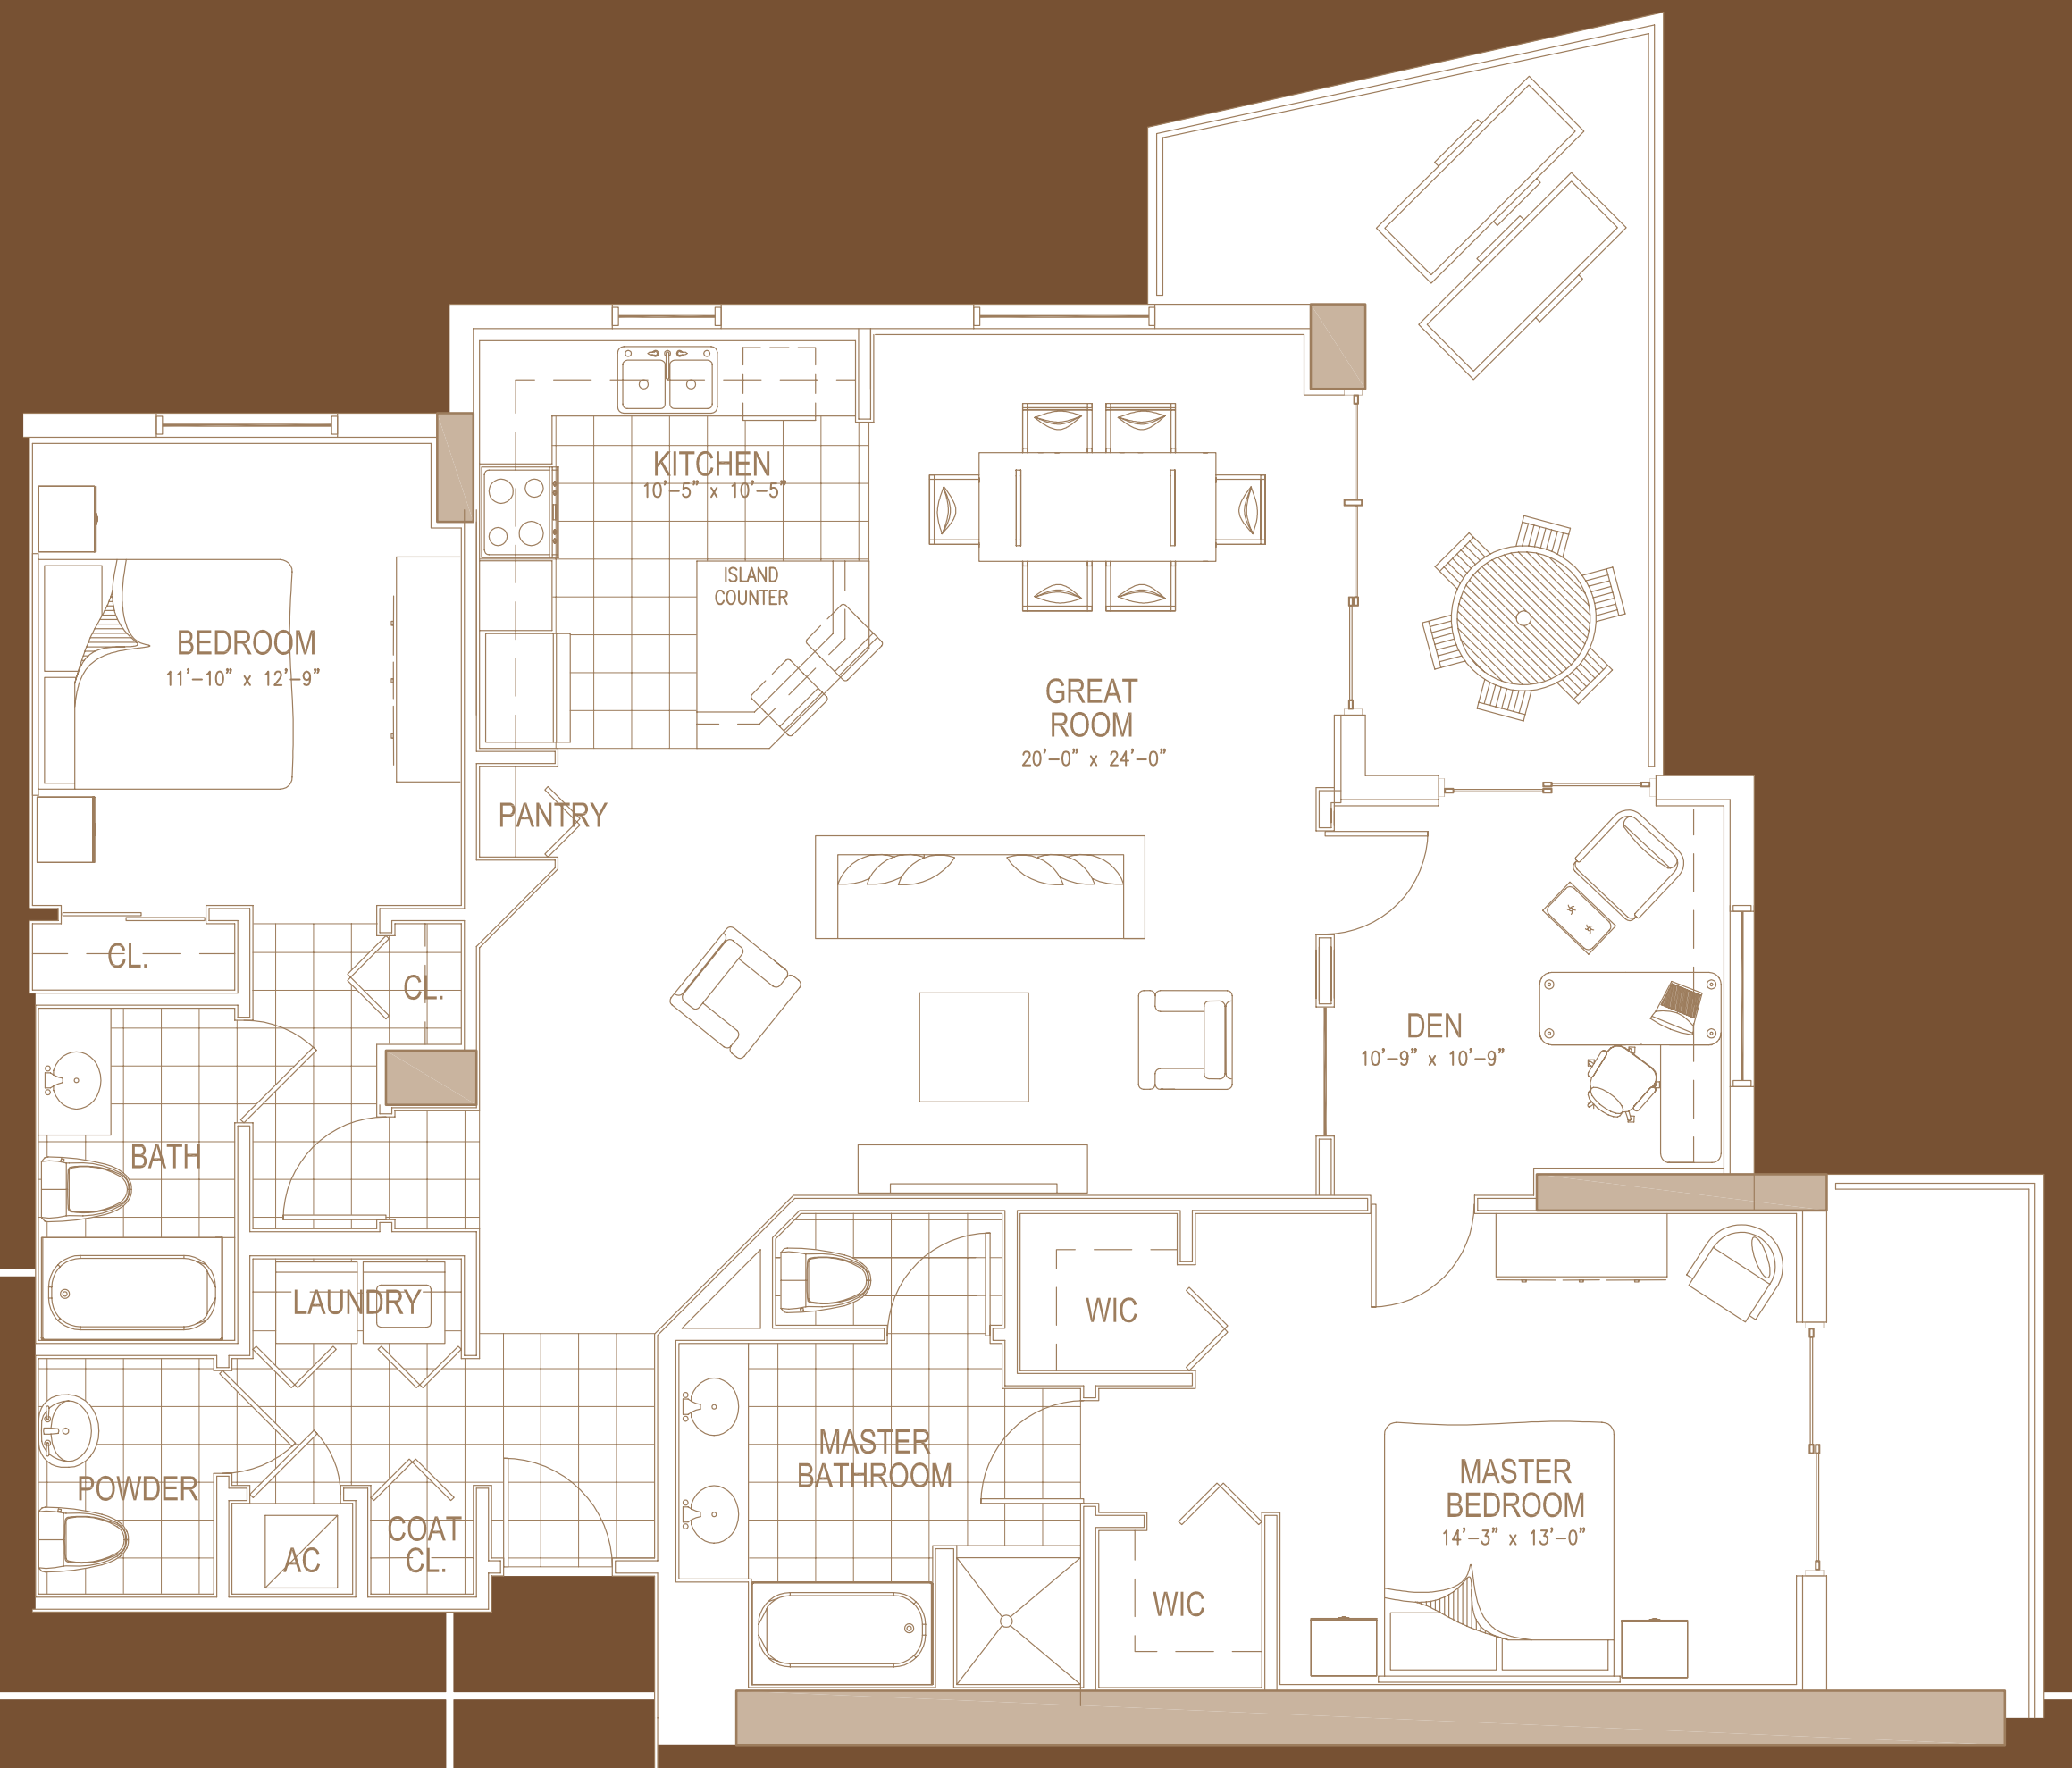 KITCHEN
10'-5" x 10'-5"
ISLAND
COUNTER
BEDROOM
11'-10" x 12'-9"
GREAT
ROOM
20'-0" x 24'-0"
PANTRY
CL.
CL.
DEN
10'-9" x 10'-9"
BATH
LAUNDRY
WIC
MASTER
BATHROOM
MASTER
BEDROOM
14'-3" x 13'-0"
POWDER
COAT
CL.
AC
WIC